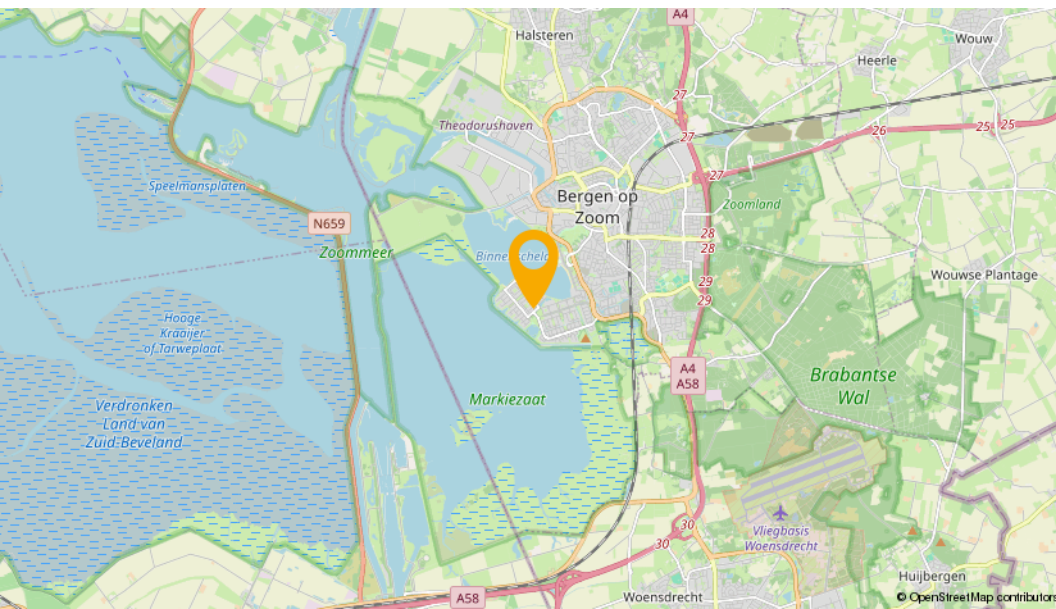 A4
Halsteren
Wouw
Heerle
27
Theodorushaven
27
26
25
25
27
Speelmansplaten
Bergen op
Zoom
Zoomland
N659
28
28
Zoommeer
Wouwse Plantage
29
29
Hooge
Kraaijer
of Tarweplaat
A4
A58
Brabantse
Wal
Markiezaat
Verdronken
Land van
Zuid-Beveland
30
30
Vliegbasis
Woensdrecht
Huijbergen
A58
Woensdrecht
© OpenStreetMap contributors